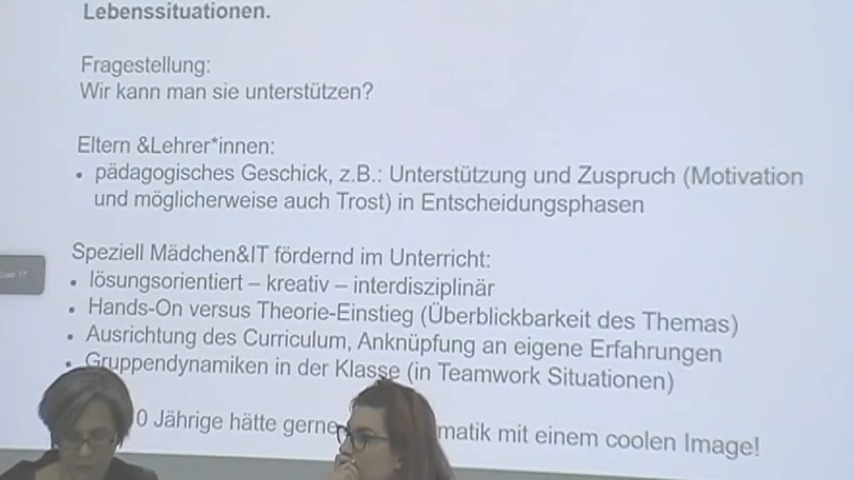 Lebenssituationen.
Fragestellung:
Wir kann man sie unterstützen?
Eltern &Lehrer*innen:
• pädagogisches Geschick, z.B.: Unterstützung und Zuspruch (Motivation
und möglicherweise auch Trost) in Entscheidungsphasen
Speziell Mädchen&IT fördernd im Unterricht:
• lösungsorientiert – kreativ – interdisziplinär
• Hands-On versus Theorie-Einstieg (Überblickbarkeit des Themas)
• Ausrichtung des Curriculum, Anknüpfung an eigene Erfahrungen
• Gruppendynamiken in der Klasse (in Teamwork Situationen)
0 Jährige hätte gerne matik mit einem coolen Image!